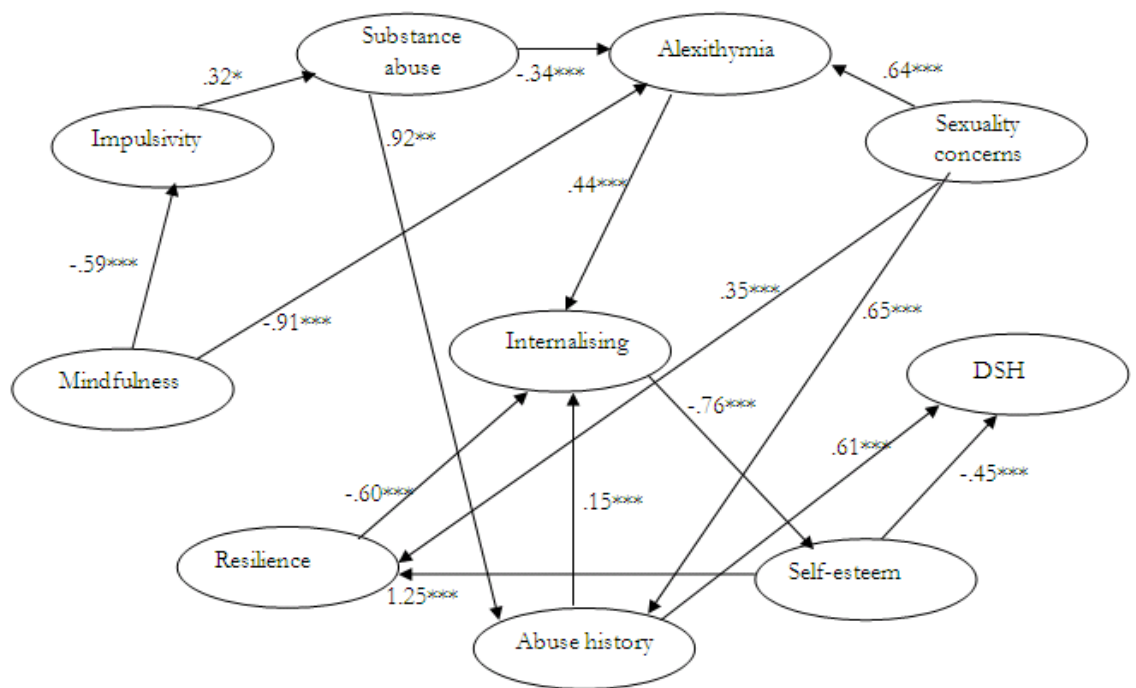 Substance
abuse
-.34***
Alexithymia
.64***
.32*
Impulsivity
.92**
Sexuality
concerns
.44***
-.59***
.35***
-.91***
.65***
Internalising
Mindfulness
DSH
-.76***
.61***
-.45***
-.60***
.15***
Resilience
Self-esteem
1.25***
Abuse history